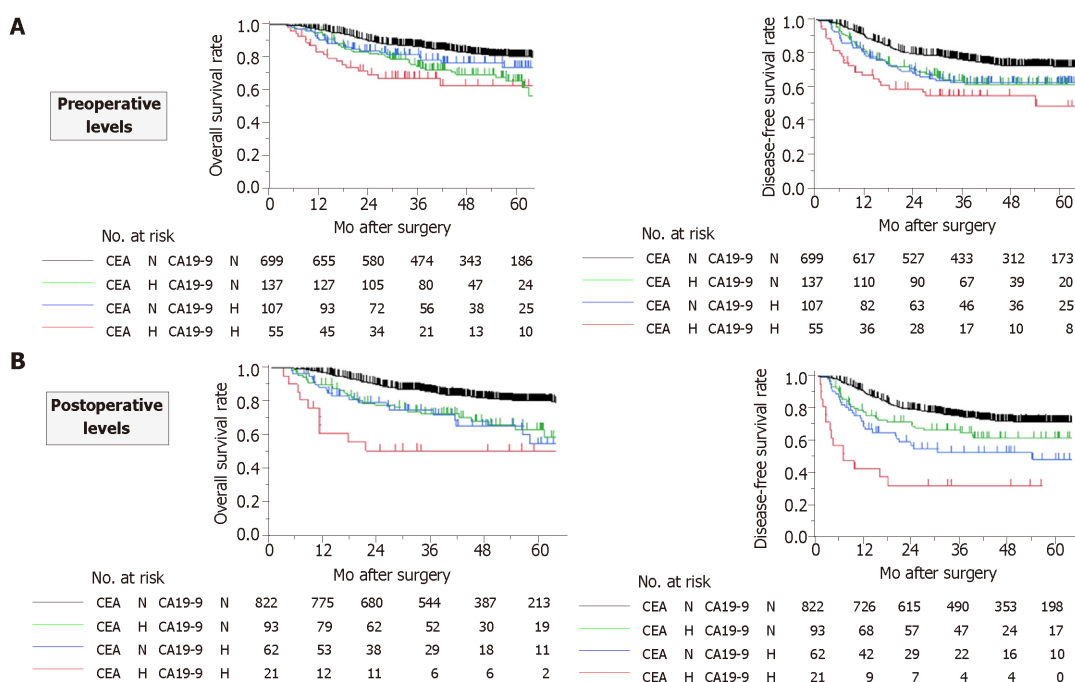 A
Preoperative
levels
Overall survival rate
1.0
0.8
0.6
0.4
0.2
0.0
0 12 24 36 48 60
Mo after surgery
No. at risk
CEA N CA19-9 N 699 655 580 474 343 186
CEA H CA19-9 N 137 127 105 80 47 24
CEA N CA19-9 H 107 93 72 56 38 25
CEA H CA19-9 H 55 45 34 21 13 10
Disease-free survival rate
1.0
0.8
0.6
0.4
0.2
0.0
0 12 24 36 48 60
Mo after surgery
No. at risk
CEA N CA19-9 N 699 617 527 433 312 173
CEA H CA19-9 N 137 110 90 67 39 20
CEA N CA19-9 H 107 82 63 46 36 25
CEA H CA19-9 H 55 36 28 17 10 8
B
Postoperative
levels
Overall survival rate
1.0
0.8
0.6
0.4
0.2
0.0
0 12 24 36 48 60
Mo after surgery
No. at risk
CEA N CA19-9 N 822 775 680 544 387 213
CEA H CA19-9 N 93 79 62 52 30 19
CEA N CA19-9 H 62 53 38 29 18 11
CEA H CA19-9 H 21 12 11 6 6 2
Disease-free survival rate
1.0
0.8
0.6
0.4
0.2
0.0
0 12 24 36 48 60
Mo after surgery
No. at risk
CEA N CA19-9 N 822 726 615 490 353 198
CEA H CA19-9 N 93 68 57 47 24 17
CEA N CA19-9 H 62 42 29 22 16 10
CEA H CA19-9 H 21 9 7 4 4 0